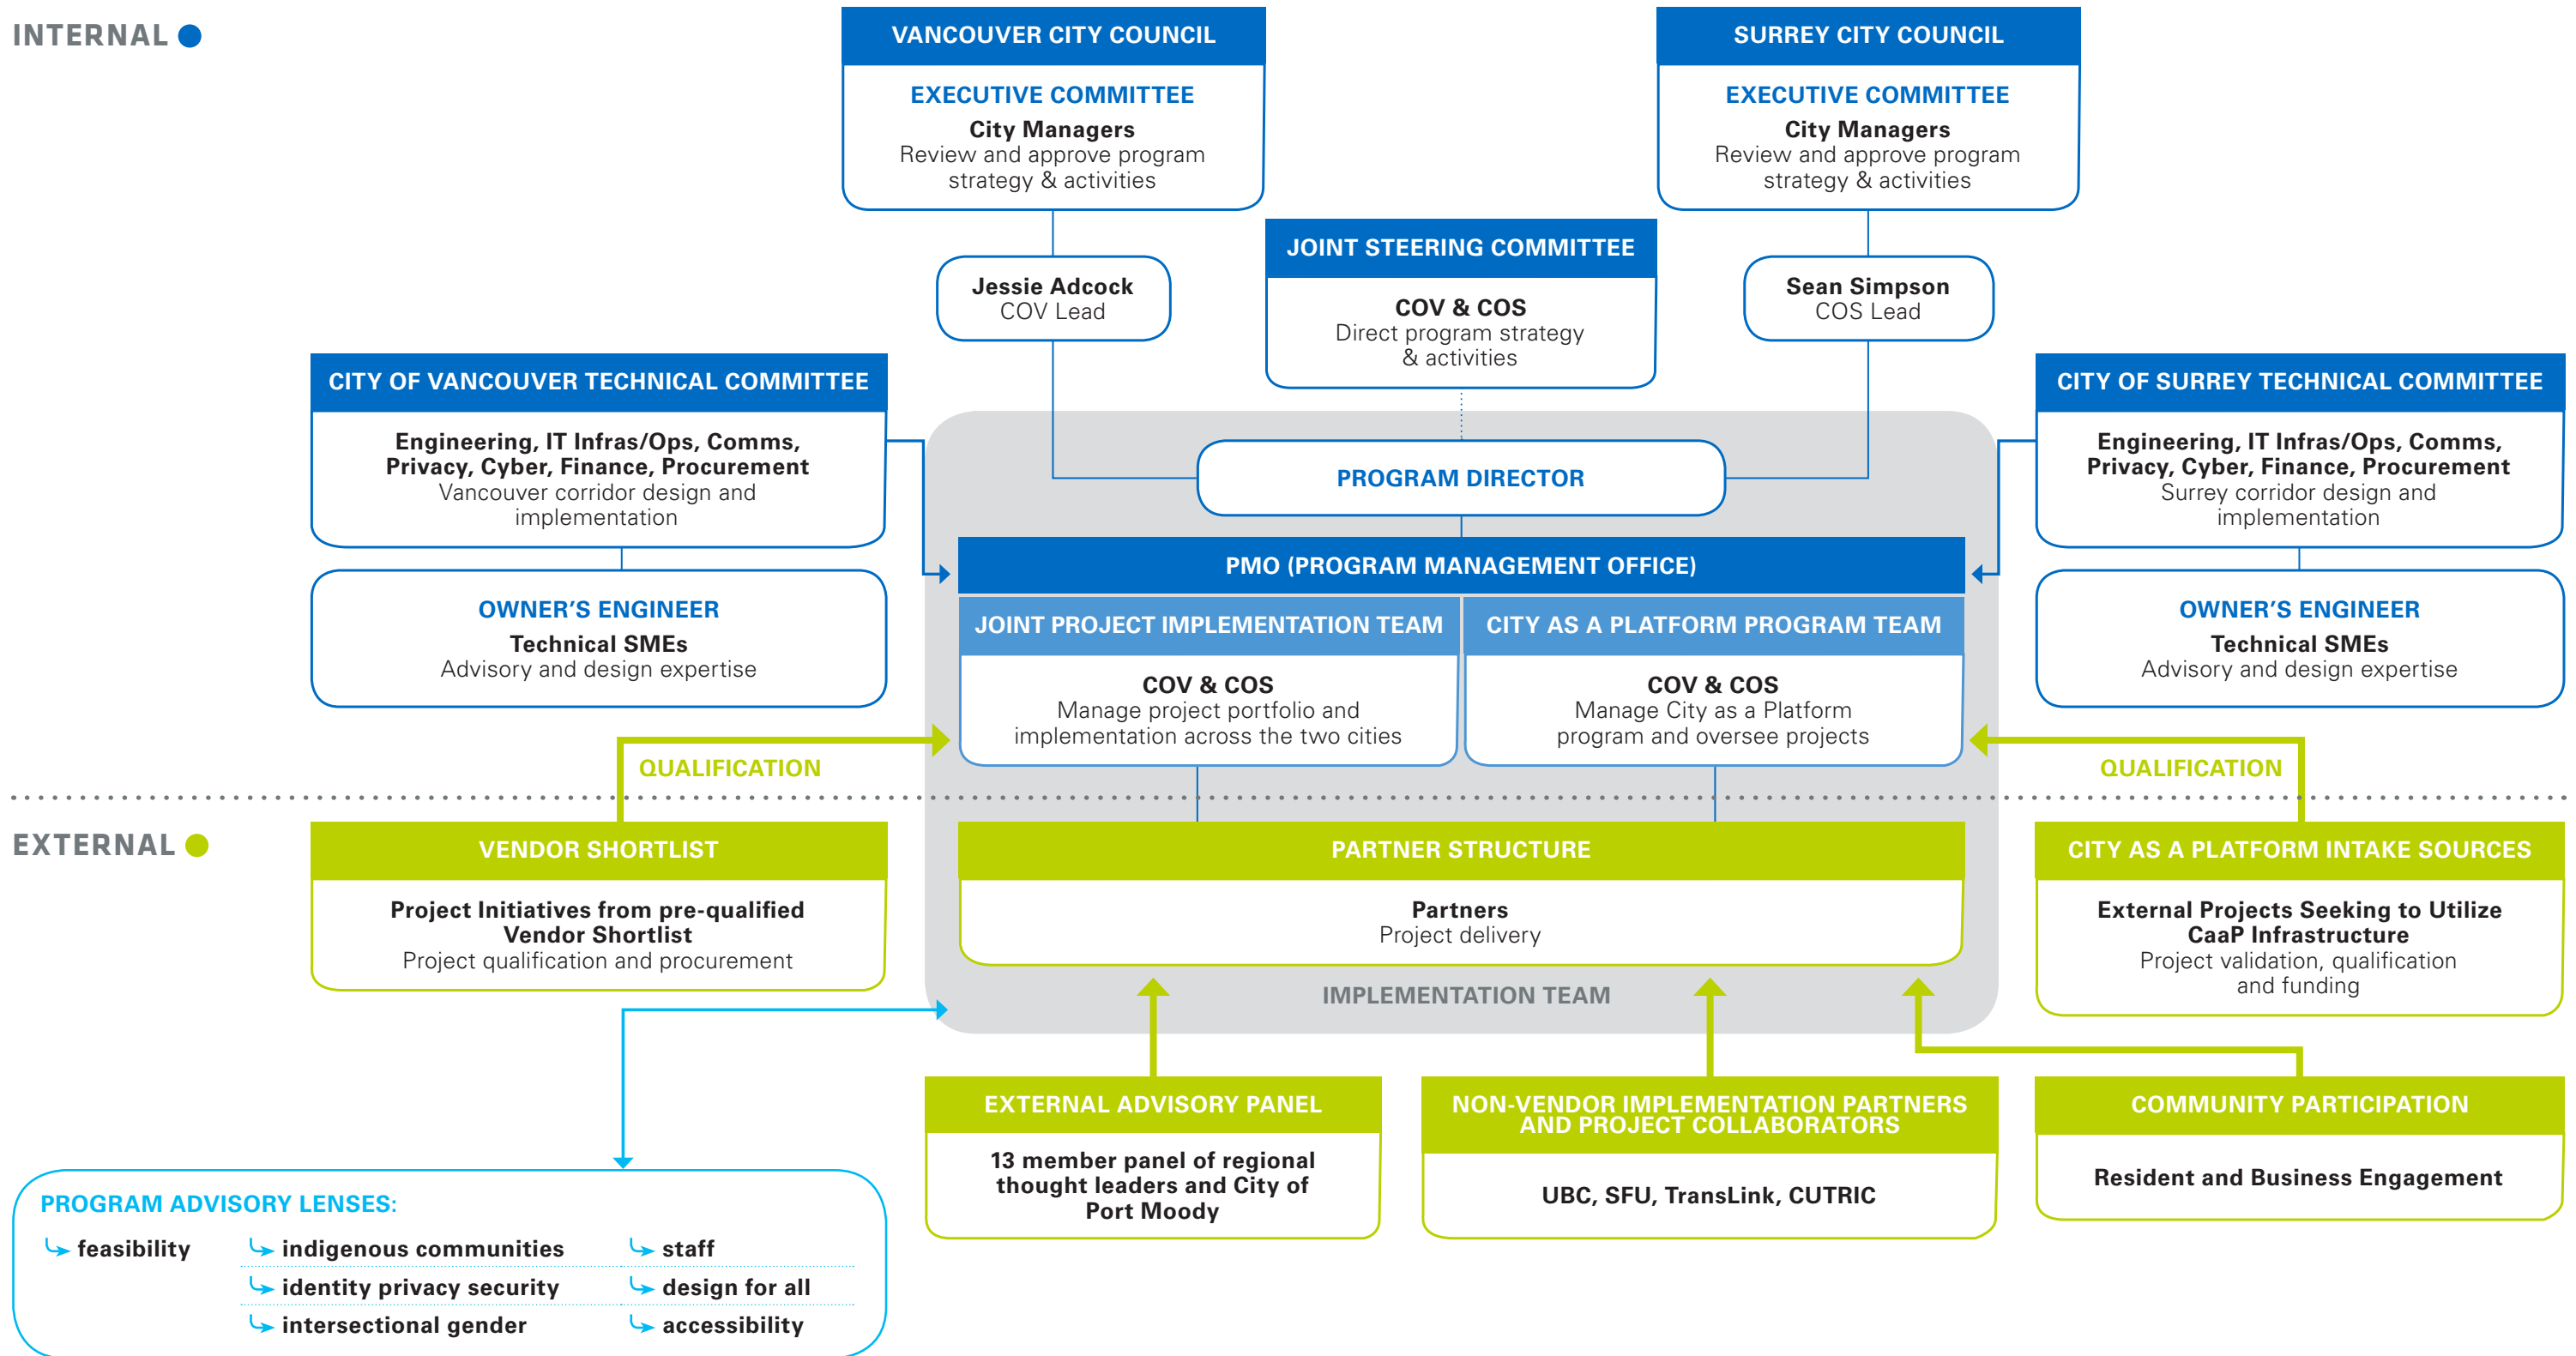 INTERNAL
VANCOUVER CITY COUNCIL
EXECUTIVE COMMITTEE
City Managers
Review and approve program
strategy & activities
SURREY CITY COUNCIL
EXECUTIVE COMMITTEE
City Managers
Review and approve program
strategy & activities
Jessie Adcock
COV Lead
JOINT STEERING COMMITTEE
COV & COS
Direct program strategy
& activities
Sean Simpson
COS Lead
CITY OF VANCOUVER TECHNICAL COMMITTEE
Engineering, IT Infras/Ops, Comms,
Privacy, Cyber, Finance, Procurement
Vancouver corridor design and
implementation
OWNER'S ENGINEER
Technical SMEs
Advisory and design expertise
PROGRAM DIRECTOR
PMO (PROGRAM MANAGEMENT OFFICE)
JOINT PROJECT IMPLEMENTATION TEAM
COV & COS
Manage project portfolio and
implementation across the two cities
CITY AS A PLATFORM PROGRAM TEAM
COV & COS
Manage City as a Platform
program and oversee projects
CITY OF SURREY TECHNICAL COMMITTEE
Engineering, IT Infras/Ops, Comms,
Privacy, Cyber, Finance, Procurement
Surrey corridor design and
implementation
OWNER'S ENGINEER
Technical SMEs
Advisory and design expertise
QUALIFICATION
QUALIFICATION
EXTERNAL
VENDOR SHORTLIST
Project Initiatives from pre-qualified
Vendor Shortlist
Project qualification and procurement
PARTNER STRUCTURE
Partners
Project delivery
IMPLEMENTATION TEAM
CITY AS A PLATFORM INTAKE SOURCES
External Projects Seeking to Utilize
CaaP Infrastructure
Project validation, qualification
and funding
EXTERNAL ADVISORY PANEL
13 member panel of regional
thought leaders and City of
Port Moody
NON-VENDOR IMPLEMENTATION PARTNERS
AND PROJECT COLLABORATORS
UBC, SFU, TransLink, CUTRIC
COMMUNITY PARTICIPATION
Resident and Business Engagement
PROGRAM ADVISORY LENSES:
feasibility
indigenous communities
identity privacy security
intersectional gender
staff
design for all
accessibility